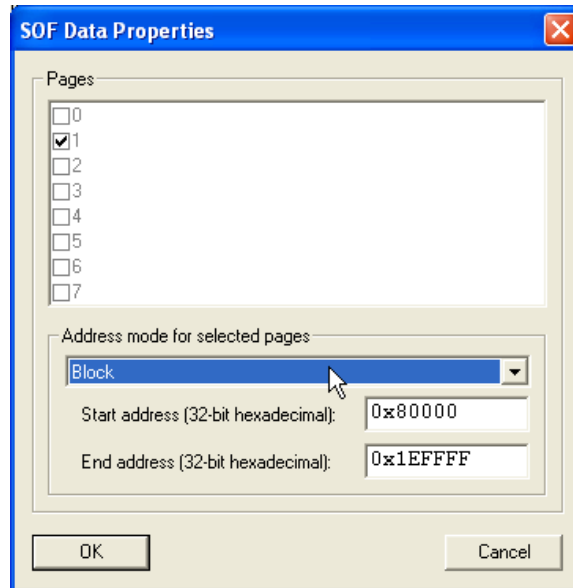 SOF Data Properties
Pages
0
1
2
3
4
5
6
7
Address mode for selected pages
Block
Start address (32-bit hexadecimal): 0x80000
End address (32-bit hexadecimal): 0x1EFFFF
OK Cancel